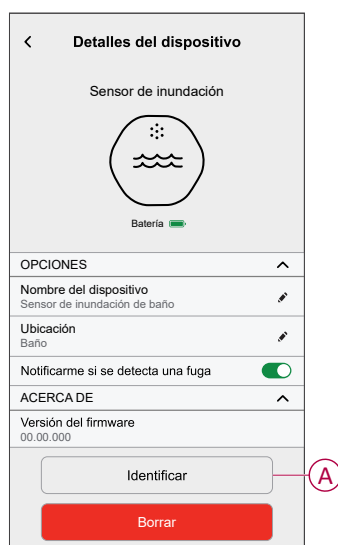 Detalles del dispositivo
Sensor de inundación
Batería
OPCIONES
Nombre del dispositivo
Sensor de inundación de baño
Ubicación
Baño
Notificarme si se detecta una fuga
ACERCA DE
Versión del firmware
00.00.000
Identificar
A
Borrar